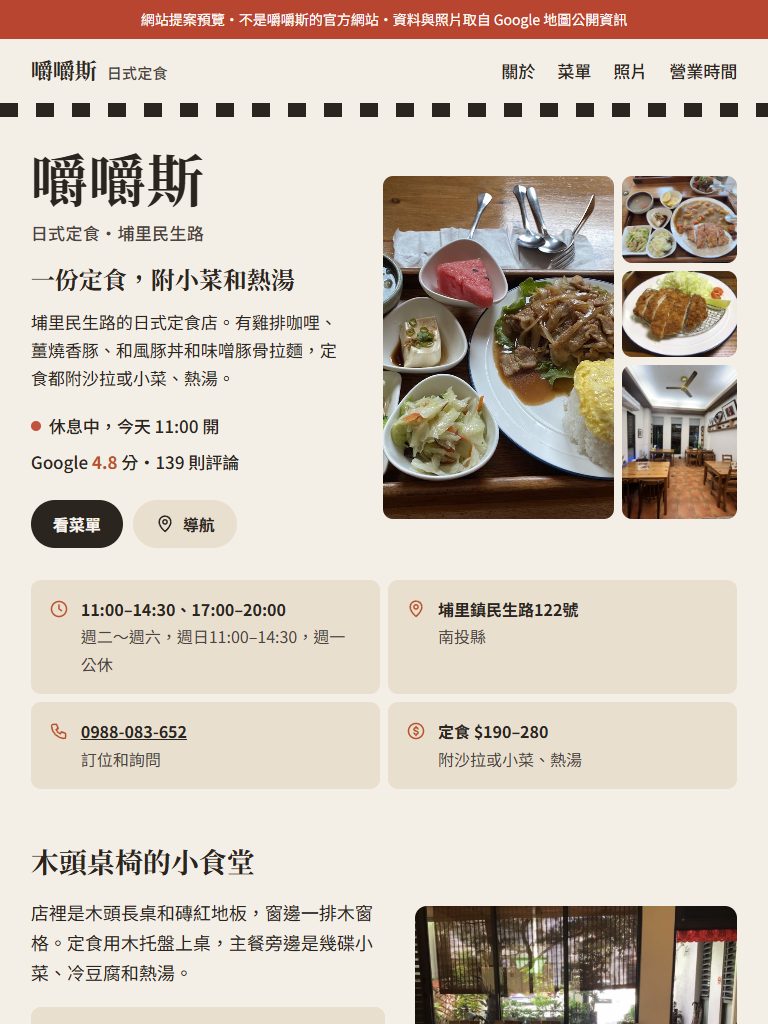 網站提案預覽・不是嚼嚼斯的官方網站・資料與照片取自 Google 地圖公開資訊
嚼嚼斯 日式定食
關於 菜單 照片 營業時間
嚼嚼斯
日式定食・埔里民生路
一份定食，附小菜和熱湯
埔里民生路的日式定食店。有雞排咖哩、
薑燒香豚、和風豚丼和味噌豚骨拉麵，定
食都附沙拉或小菜、熱湯。
休息中，今天 11:00 開
Google 4.8 分・139 則評論
看菜單
導航
11:00–14:30、17:00–20:00
週二～週六，週日11:00–14:30，週一
公休
埔里鎮民生路122號
南投縣
0988-083-652
訂位和詢問
定食 $190–280
附沙拉或小菜、熱湯
木頭桌椅的小食堂
店裡是木頭長桌和磚紅地板，窗邊一排木窗
格。定食用木托盤上桌，主餐旁邊是幾碟小
菜、冷豆腐和熱湯。